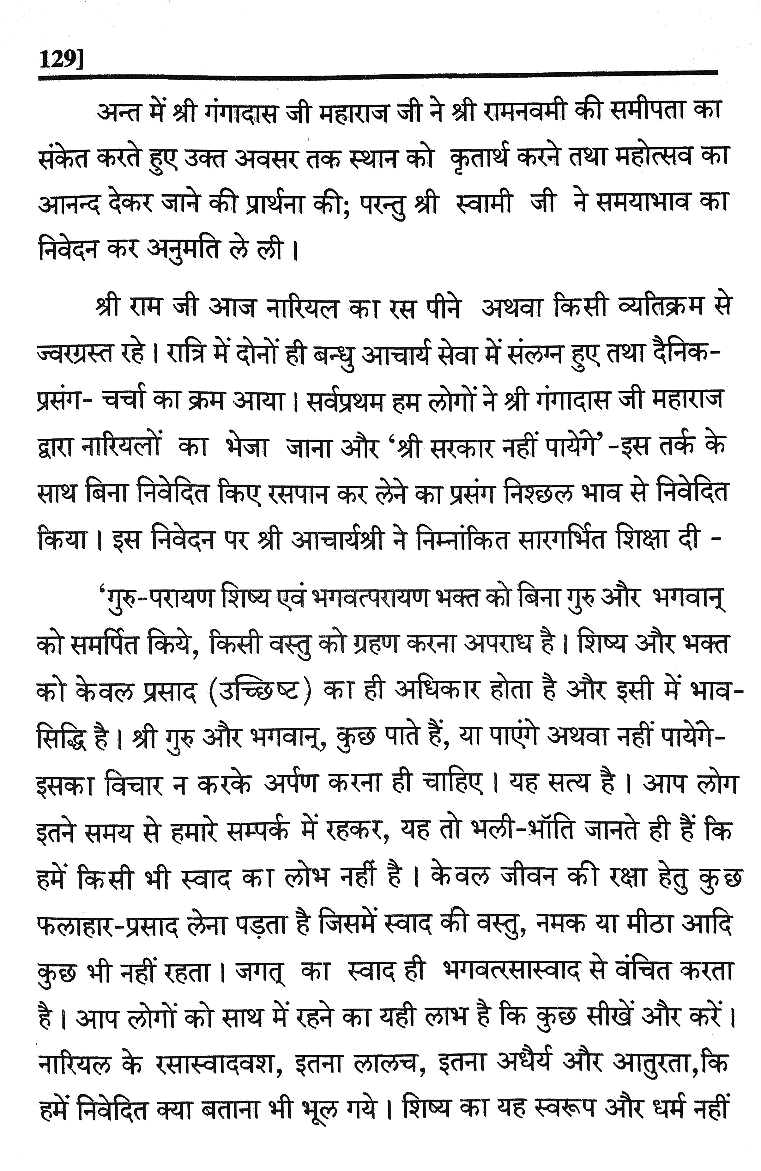 129]
अन्त में श्री गंगादास जी महाराज जी ने श्री रामनवमी की समीपता का
संकेत करते हुए उक्त अवसर तक स्थान को कृतार्थ करने तथा महोत्सव का
आनन्द देकर जाने की प्रार्थना की; परन्तु श्री स्वामी जी ने समयाभाव का
निवेदन कर अनुमति ले ली।
श्री राम जी आज नारियल का रस पीने अथवा किसी व्यतिक्रम से
ज्वरग्रस्त रहे। रात्रि में दोनों ही बन्धु आचार्य सेवा में संलग्न हुए तथा दैनिक-
प्रसंग- चर्चा का क्रम आया। सर्वप्रथम हम लोगों ने श्री गंगादास जी महाराज
द्वारा नारियलों का भेजा जाना और ‘श्री सरकार नहीं पायेंगे’ -इस तर्क के
साथ बिना निवेदित किए रसपान कर लेने का प्रसंग निश्छल भाव से निवेदित
किया। इस निवेदन पर श्री आचार्यश्री ने निम्नांकित सारगर्भित शिक्षा दी -
‘गुरु-परायण शिष्य एवं भगवत्परायण भक्त को बिना गुरु और भगवान्
को समर्पित किये, किसी वस्तु को ग्रहण करना अपराध है। शिष्य और भक्त
को केवल प्रसाद (उच्छिष्ट) का ही अधिकार होता है और इसी में भाव-
सिद्धि है। श्री गुरु और भगवान्, कुछ पाते हैं, या पाएंगे अथवा नहीं पायेंगे-
इसका विचार न करके अर्पण करना ही चाहिए। यह सत्य है। आप लोग
इतने समय से हमारे सम्पर्क में रहकर, यह तो भली-भॉति जानते ही हैं कि
हमें किसी भी स्वाद का लोभ नहीं है। केवल जीवन की रक्षा हेतु कुछ
फलाहार-प्रसाद लेना पड़ता है जिसमें स्वाद की वस्तु, नमक या मीठा आदि
कुछ भी नहीं रहता। जगत् का स्वाद ही भगवत्रसास्वाद से वंचित करता
है। आप लोगों को साथ में रहने का यही लाभ है कि कुछ सीखें और करें।
नारियल के रसास्वादवश, इतना लालच, इतना अधैर्य और आतुरता,कि
हमें निवेदित क्या बताना भी भूल गये। शिष्य का यह स्वरूप और धर्म नहीं